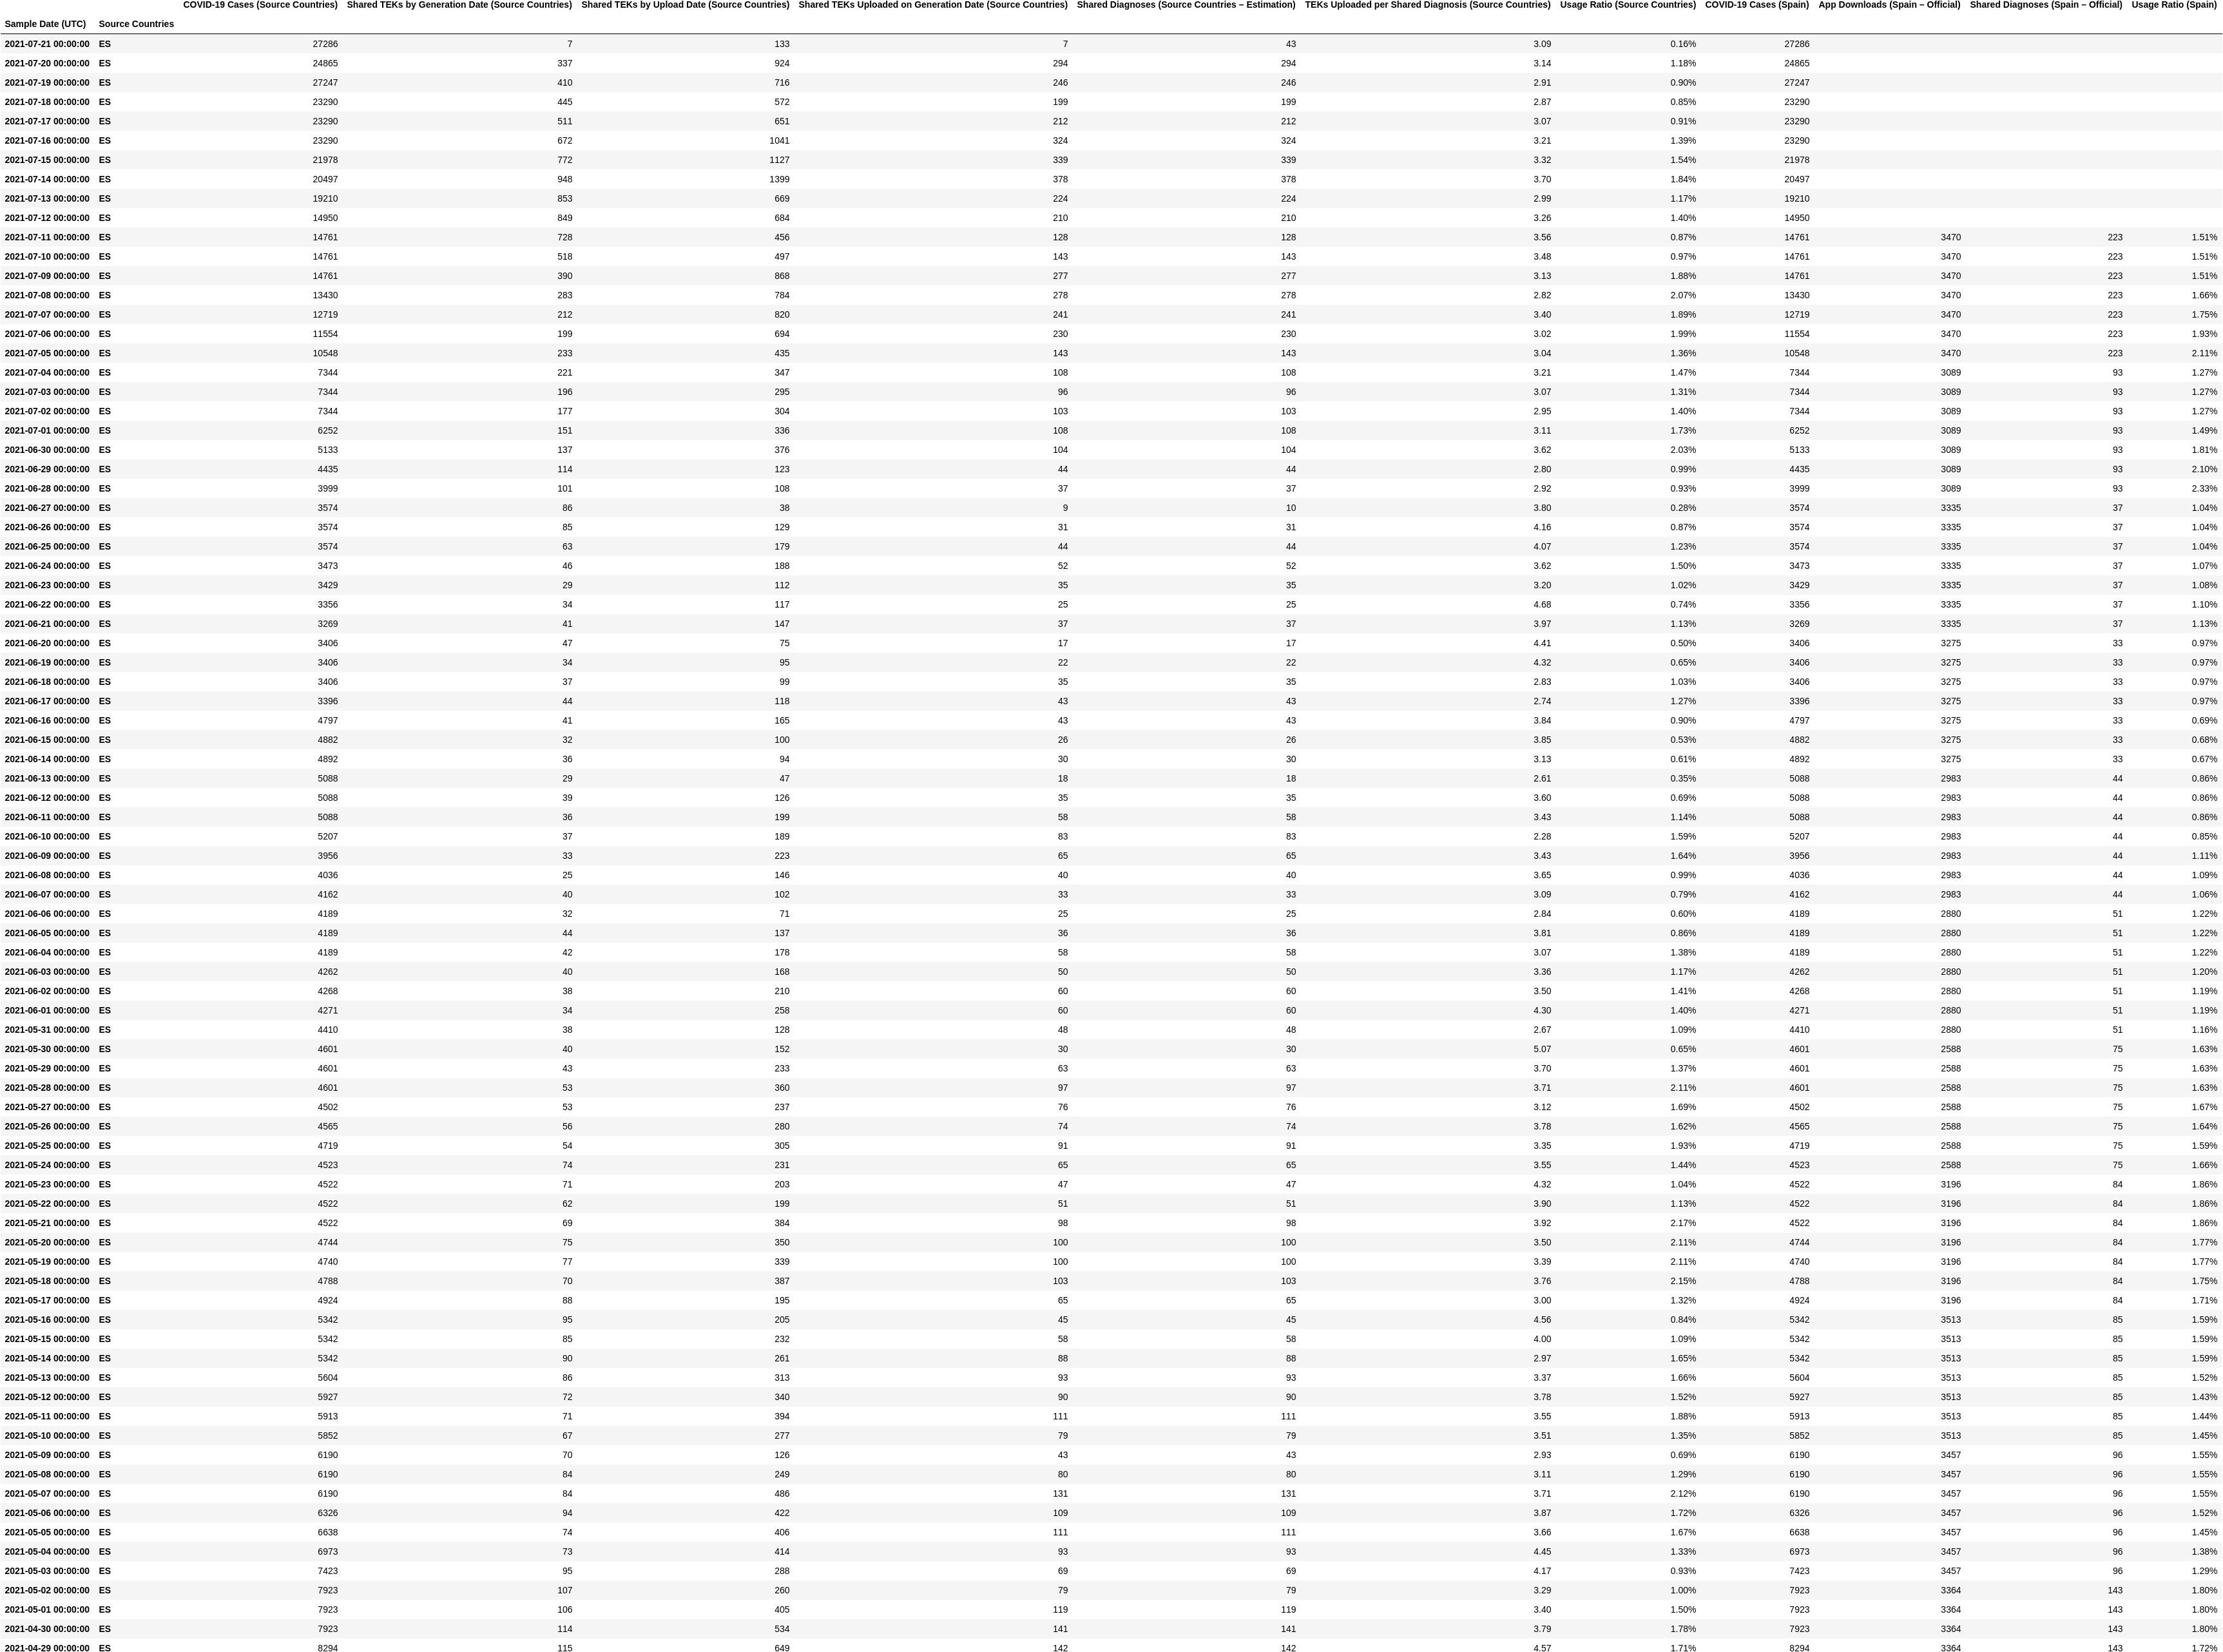 COVID-19 Cases (Source Countries) Shared TEKs by Generation Date (Source Countries) Shared TEKs by Upload Date (Source Countries) Shared TEKs Uploaded on Generation Date (Source Countries) Shared Diagnoses (Source Countries – Estimation) TEKs Uploaded per Shared Diagnosis (Source Countries) Usage Ratio (Source Countries) COVID-19 Cases (Spain) App Downloads (Spain – Official) Shared Diagnoses (Spain – Official) Usage Ratio (Spain)
Sample Date (UTC) Source Countries
2021-07-21 00:00:00 ES 27286 7 133 7 43 3.09 0.16% 27286
2021-07-20 00:00:00 ES 24865 337 924 294 294 3.14 1.18% 24865
2021-07-19 00:00:00 ES 27247 410 716 246 246 2.91 0.90% 27247
2021-07-18 00:00:00 ES 23290 445 572 199 199 2.87 0.85% 23290
2021-07-17 00:00:00 ES 23290 511 651 212 212 3.07 0.91% 23290
2021-07-16 00:00:00 ES 23290 672 1041 324 324 3.21 1.39% 23290
2021-07-15 00:00:00 ES 21978 772 1127 339 339 3.32 1.54% 21978
2021-07-14 00:00:00 ES 20497 948 1399 378 378 3.70 1.84% 20497
2021-07-13 00:00:00 ES 19210 853 669 224 224 2.99 1.17% 19210
2021-07-12 00:00:00 ES 14950 849 684 210 210 3.26 1.40% 14950
2021-07-11 00:00:00 ES 14761 728 456 128 128 3.56 0.87% 14761 3470 223 1.51%
2021-07-10 00:00:00 ES 14761 518 497 143 143 3.48 0.97% 14761 3470 223 1.51%
2021-07-09 00:00:00 ES 14761 390 868 277 277 3.13 1.88% 14761 3470 223 1.51%
2021-07-08 00:00:00 ES 13430 283 784 278 278 2.82 2.07% 13430 3470 223 1.66%
2021-07-07 00:00:00 ES 12719 212 820 241 241 3.40 1.89% 12719 3470 223 1.75%
2021-07-06 00:00:00 ES 11554 199 694 230 230 3.02 1.99% 11554 3470 223 1.93%
2021-07-05 00:00:00 ES 10548 233 435 143 143 3.04 1.36% 10548 3470 223 2.11%
2021-07-04 00:00:00 ES 7344 221 347 108 108 3.21 1.47% 7344 3089 93 1.27%
2021-07-03 00:00:00 ES 7344 196 295 96 96 3.07 1.31% 7344 3089 93 1.27%
2021-07-02 00:00:00 ES 7344 177 304 103 103 2.95 1.40% 7344 3089 93 1.27%
2021-07-01 00:00:00 ES 6252 151 336 108 108 3.11 1.73% 6252 3089 93 1.49%
2021-06-30 00:00:00 ES 5133 137 376 104 104 3.62 2.03% 5133 3089 93 1.81%
2021-06-29 00:00:00 ES 4435 114 123 44 44 2.80 0.99% 4435 3089 93 2.10%
2021-06-28 00:00:00 ES 3999 101 108 37 37 2.92 0.93% 3999 3089 93 2.33%
2021-06-27 00:00:00 ES 3574 86 38 9 10 3.80 0.28% 3574 3335 37 1.04%
2021-06-26 00:00:00 ES 3574 85 129 31 31 4.16 0.87% 3574 3335 37 1.04%
2021-06-25 00:00:00 ES 3574 63 179 44 44 4.07 1.23% 3574 3335 37 1.04%
2021-06-24 00:00:00 ES 3473 46 188 52 52 3.62 1.50% 3473 3335 37 1.07%
2021-06-23 00:00:00 ES 3429 29 112 35 35 3.20 1.02% 3429 3335 37 1.08%
2021-06-22 00:00:00 ES 3356 34 117 25 25 4.68 0.74% 3356 3335 37 1.10%
2021-06-21 00:00:00 ES 3269 41 147 37 37 3.97 1.13% 3269 3335 37 1.13%
2021-06-20 00:00:00 ES 3406 47 75 17 17 4.41 0.50% 3406 3275 33 0.97%
2021-06-19 00:00:00 ES 3406 34 95 22 22 4.32 0.65% 3406 3275 33 0.97%
2021-06-18 00:00:00 ES 3406 37 99 35 35 2.83 1.03% 3406 3275 33 0.97%
2021-06-17 00:00:00 ES 3396 44 118 43 43 2.74 1.27% 3396 3275 33 0.97%
2021-06-16 00:00:00 ES 4797 41 165 43 43 3.84 0.90% 4797 3275 33 0.69%
2021-06-15 00:00:00 ES 4882 32 100 26 26 3.85 0.53% 4882 3275 33 0.68%
2021-06-14 00:00:00 ES 4892 36 94 30 30 3.13 0.61% 4892 3275 33 0.67%
2021-06-13 00:00:00 ES 5088 29 47 18 18 2.61 0.35% 5088 2983 44 0.86%
2021-06-12 00:00:00 ES 5088 39 126 35 35 3.60 0.69% 5088 2983 44 0.86%
2021-06-11 00:00:00 ES 5088 36 199 58 58 3.43 1.14% 5088 2983 44 0.86%
2021-06-10 00:00:00 ES 5207 37 189 83 83 2.28 1.59% 5207 2983 44 0.85%
2021-06-09 00:00:00 ES 3956 33 223 65 65 3.43 1.64% 3956 2983 44 1.11%
2021-06-08 00:00:00 ES 4036 25 146 40 40 3.65 0.99% 4036 2983 44 1.09%
2021-06-07 00:00:00 ES 4162 40 102 33 33 3.09 0.79% 4162 2983 44 1.06%
2021-06-06 00:00:00 ES 4189 32 71 25 25 2.84 0.60% 4189 2880 51 1.22%
2021-06-05 00:00:00 ES 4189 44 137 36 36 3.81 0.86% 4189 2880 51 1.22%
2021-06-04 00:00:00 ES 4189 42 178 58 58 3.07 1.38% 4189 2880 51 1.22%
2021-06-03 00:00:00 ES 4262 40 168 50 50 3.36 1.17% 4262 2880 51 1.20%
2021-06-02 00:00:00 ES 4268 38 210 60 60 3.50 1.41% 4268 2880 51 1.19%
2021-06-01 00:00:00 ES 4271 34 258 60 60 4.30 1.40% 4271 2880 51 1.19%
2021-05-31 00:00:00 ES 4410 38 128 48 48 2.67 1.09% 4410 2880 51 1.16%
2021-05-30 00:00:00 ES 4601 40 152 30 30 5.07 0.65% 4601 2588 75 1.63%
2021-05-29 00:00:00 ES 4601 43 233 63 63 3.70 1.37% 4601 2588 75 1.63%
2021-05-28 00:00:00 ES 4601 53 360 97 97 3.71 2.11% 4601 2588 75 1.63%
2021-05-27 00:00:00 ES 4502 53 237 76 76 3.12 1.69% 4502 2588 75 1.67%
2021-05-26 00:00:00 ES 4565 56 280 74 74 3.78 1.62% 4565 2588 75 1.64%
2021-05-25 00:00:00 ES 4719 54 305 91 91 3.35 1.93% 4719 2588 75 1.59%
2021-05-24 00:00:00 ES 4523 74 231 65 65 3.55 1.44% 4523 2588 75 1.66%
2021-05-23 00:00:00 ES 4522 71 203 47 47 4.32 1.04% 4522 3196 84 1.86%
2021-05-22 00:00:00 ES 4522 62 199 51 51 3.90 1.13% 4522 3196 84 1.86%
2021-05-21 00:00:00 ES 4522 69 384 98 98 3.92 2.17% 4522 3196 84 1.86%
2021-05-20 00:00:00 ES 4744 75 350 100 100 3.50 2.11% 4744 3196 84 1.77%
2021-05-19 00:00:00 ES 4740 77 339 100 100 3.39 2.11% 4740 3196 84 1.77%
2021-05-18 00:00:00 ES 4788 70 387 103 103 3.76 2.15% 4788 3196 84 1.75%
2021-05-17 00:00:00 ES 4924 88 195 65 65 3.00 1.32% 4924 3196 84 1.71%
2021-05-16 00:00:00 ES 5342 95 205 45 45 4.56 0.84% 5342 3513 85 1.59%
2021-05-15 00:00:00 ES 5342 85 232 58 58 4.00 1.09% 5342 3513 85 1.59%
2021-05-14 00:00:00 ES 5342 90 261 88 88 2.97 1.65% 5342 3513 85 1.59%
2021-05-13 00:00:00 ES 5604 86 313 93 93 3.37 1.66% 5604 3513 85 1.52%
2021-05-12 00:00:00 ES 5927 72 340 90 90 3.78 1.52% 5927 3513 85 1.43%
2021-05-11 00:00:00 ES 5913 71 394 111 111 3.55 1.88% 5913 3513 85 1.44%
2021-05-10 00:00:00 ES 5852 67 277 79 79 3.51 1.35% 5852 3513 85 1.45%
2021-05-09 00:00:00 ES 6190 70 126 43 43 2.93 0.69% 6190 3457 96 1.55%
2021-05-08 00:00:00 ES 6190 84 249 80 80 3.11 1.29% 6190 3457 96 1.55%
2021-05-07 00:00:00 ES 6190 84 486 131 131 3.71 2.12% 6190 3457 96 1.55%
2021-05-06 00:00:00 ES 6326 94 422 109 109 3.87 1.72% 6326 3457 96 1.52%
2021-05-05 00:00:00 ES 6638 74 406 111 111 3.66 1.67% 6638 3457 96 1.45%
2021-05-04 00:00:00 ES 6973 73 414 93 93 4.45 1.33% 6973 3457 96 1.38%
2021-05-03 00:00:00 ES 7423 95 288 69 69 4.17 0.93% 7423 3457 96 1.29%
2021-05-02 00:00:00 ES 7923 107 260 79 79 3.29 1.00% 7923 3364 143 1.80%
2021-05-01 00:00:00 ES 7923 106 405 119 119 3.40 1.50% 7923 3364 143 1.80%
2021-04-30 00:00:00 ES 7923 114 534 141 141 3.79 1.78% 7923 3364 143 1.80%
2021-04-29 00:00:00 ES 8294 115 649 142 142 4.57 1.71% 8294 3364 143 1.72%